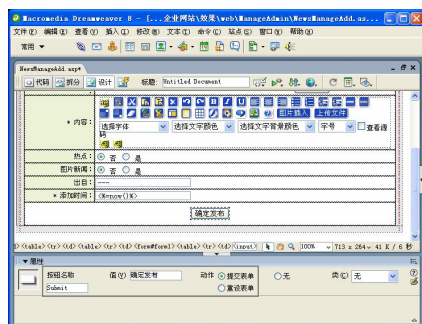 Macromedia Dreamweaver 8 - [...企业网站\效果\web\ManageAdmin\NewsManageAdd.as...
文件(F) 编辑(E) 查看(V) 插入(I) 修改(M) 文本(T) 命令(C) 站点(S) 窗口(W) 帮助(H)
常用
NewsManageAdd.asp*
代码 拆分 设计 标题: Untitled Document
* 内容:
图片插入 上传文件
选择字体 选择文字颜色 选择文字背景颜色 字号 查看源码
热点: 否 是
图片新闻: 否 是
出自: ---
* 添加时间: <%=now()%>
确定发布
<table> <tr> <td> <table> <tr> <td> <form#form1> <table> <tr> <td> <input> 100% 713 x 264 41 K / 6 秒
属性
按钮名称 值(V) 确定发布 动作 提交表单 无 类(C) 无
Submit 重设表单